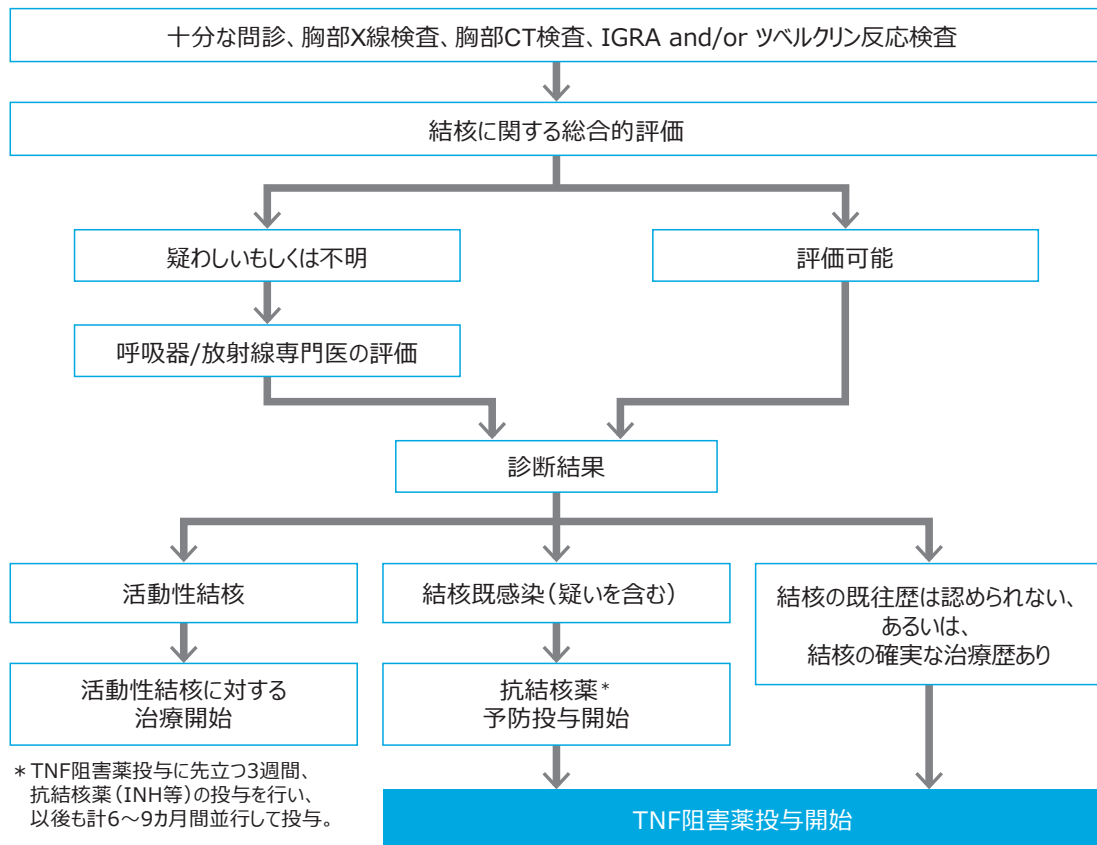 十分な問診、胸部X線検査、胸部CT検査、IGRA and/or ツベルクリン反応検査
結核に関する総合的評価
疑わしいもしくは不明
評価可能
呼吸器/放射線専門医の評価
診断結果
活動性結核
結核既感染（疑いを含む）
結核の既往歴は認められない、
あるいは、
結核の確実な治療歴あり
活動性結核に対する
治療開始
抗結核薬*
予防投与開始
*TNF阻害薬投与に先立つ3週間、
抗結核薬（INH等）の投与を行い、
以後も計6～9カ月間並行して投与。
TNF阻害薬投与開始